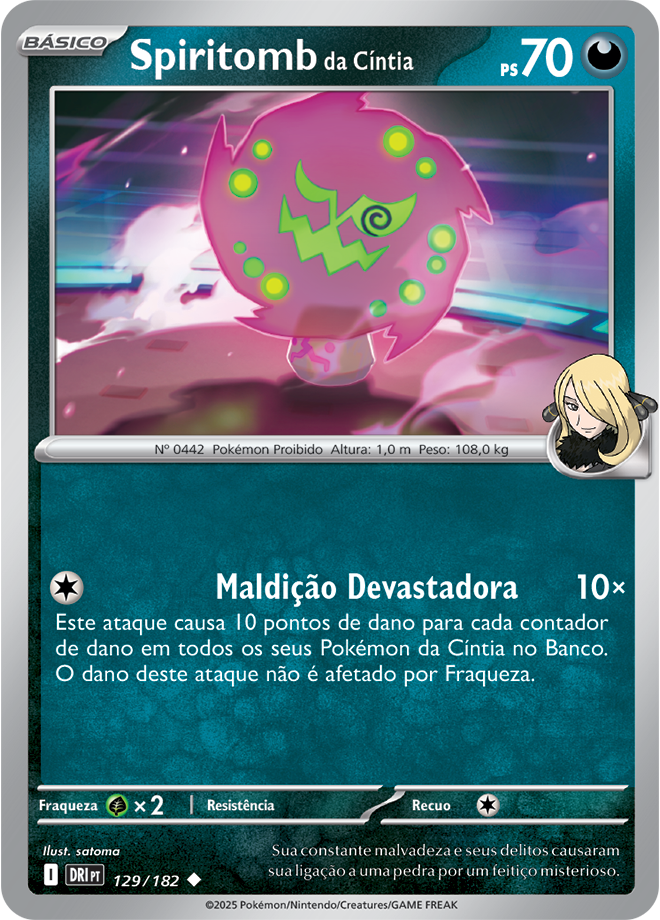 BÁSICO
Spiritomb da Cíntia
PS 70
Nº 0442 Pokémon Proibido Altura: 1,0 m Peso: 108,0 kg
Maldição Devastadora 10×
Este ataque causa 10 pontos de dano para cada contador
de dano em todos os seus Pokémon da Cíntia no Banco.
O dano deste ataque não é afetado por Fraqueza.
Fraqueza ×2 Resistência Recuo
Ilust. satoma
Sua constante malvadeza e seus delitos causaram
sua ligação a uma pedra por um feitiço misterioso.
I DRI PT 129/182
©2025 Pokémon/Nintendo/Creatures/GAME FREAK